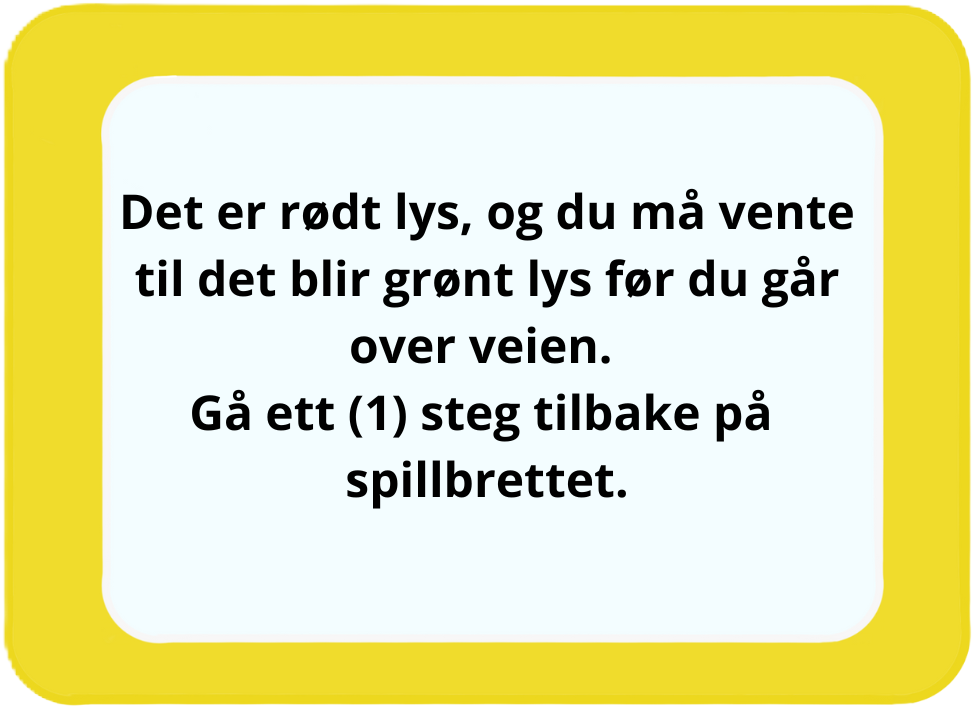 Det er rødt lys, og du må vente
til det blir grønt lys før du går
over veien.
Gå ett (1) steg tilbake på
spillbrettet.